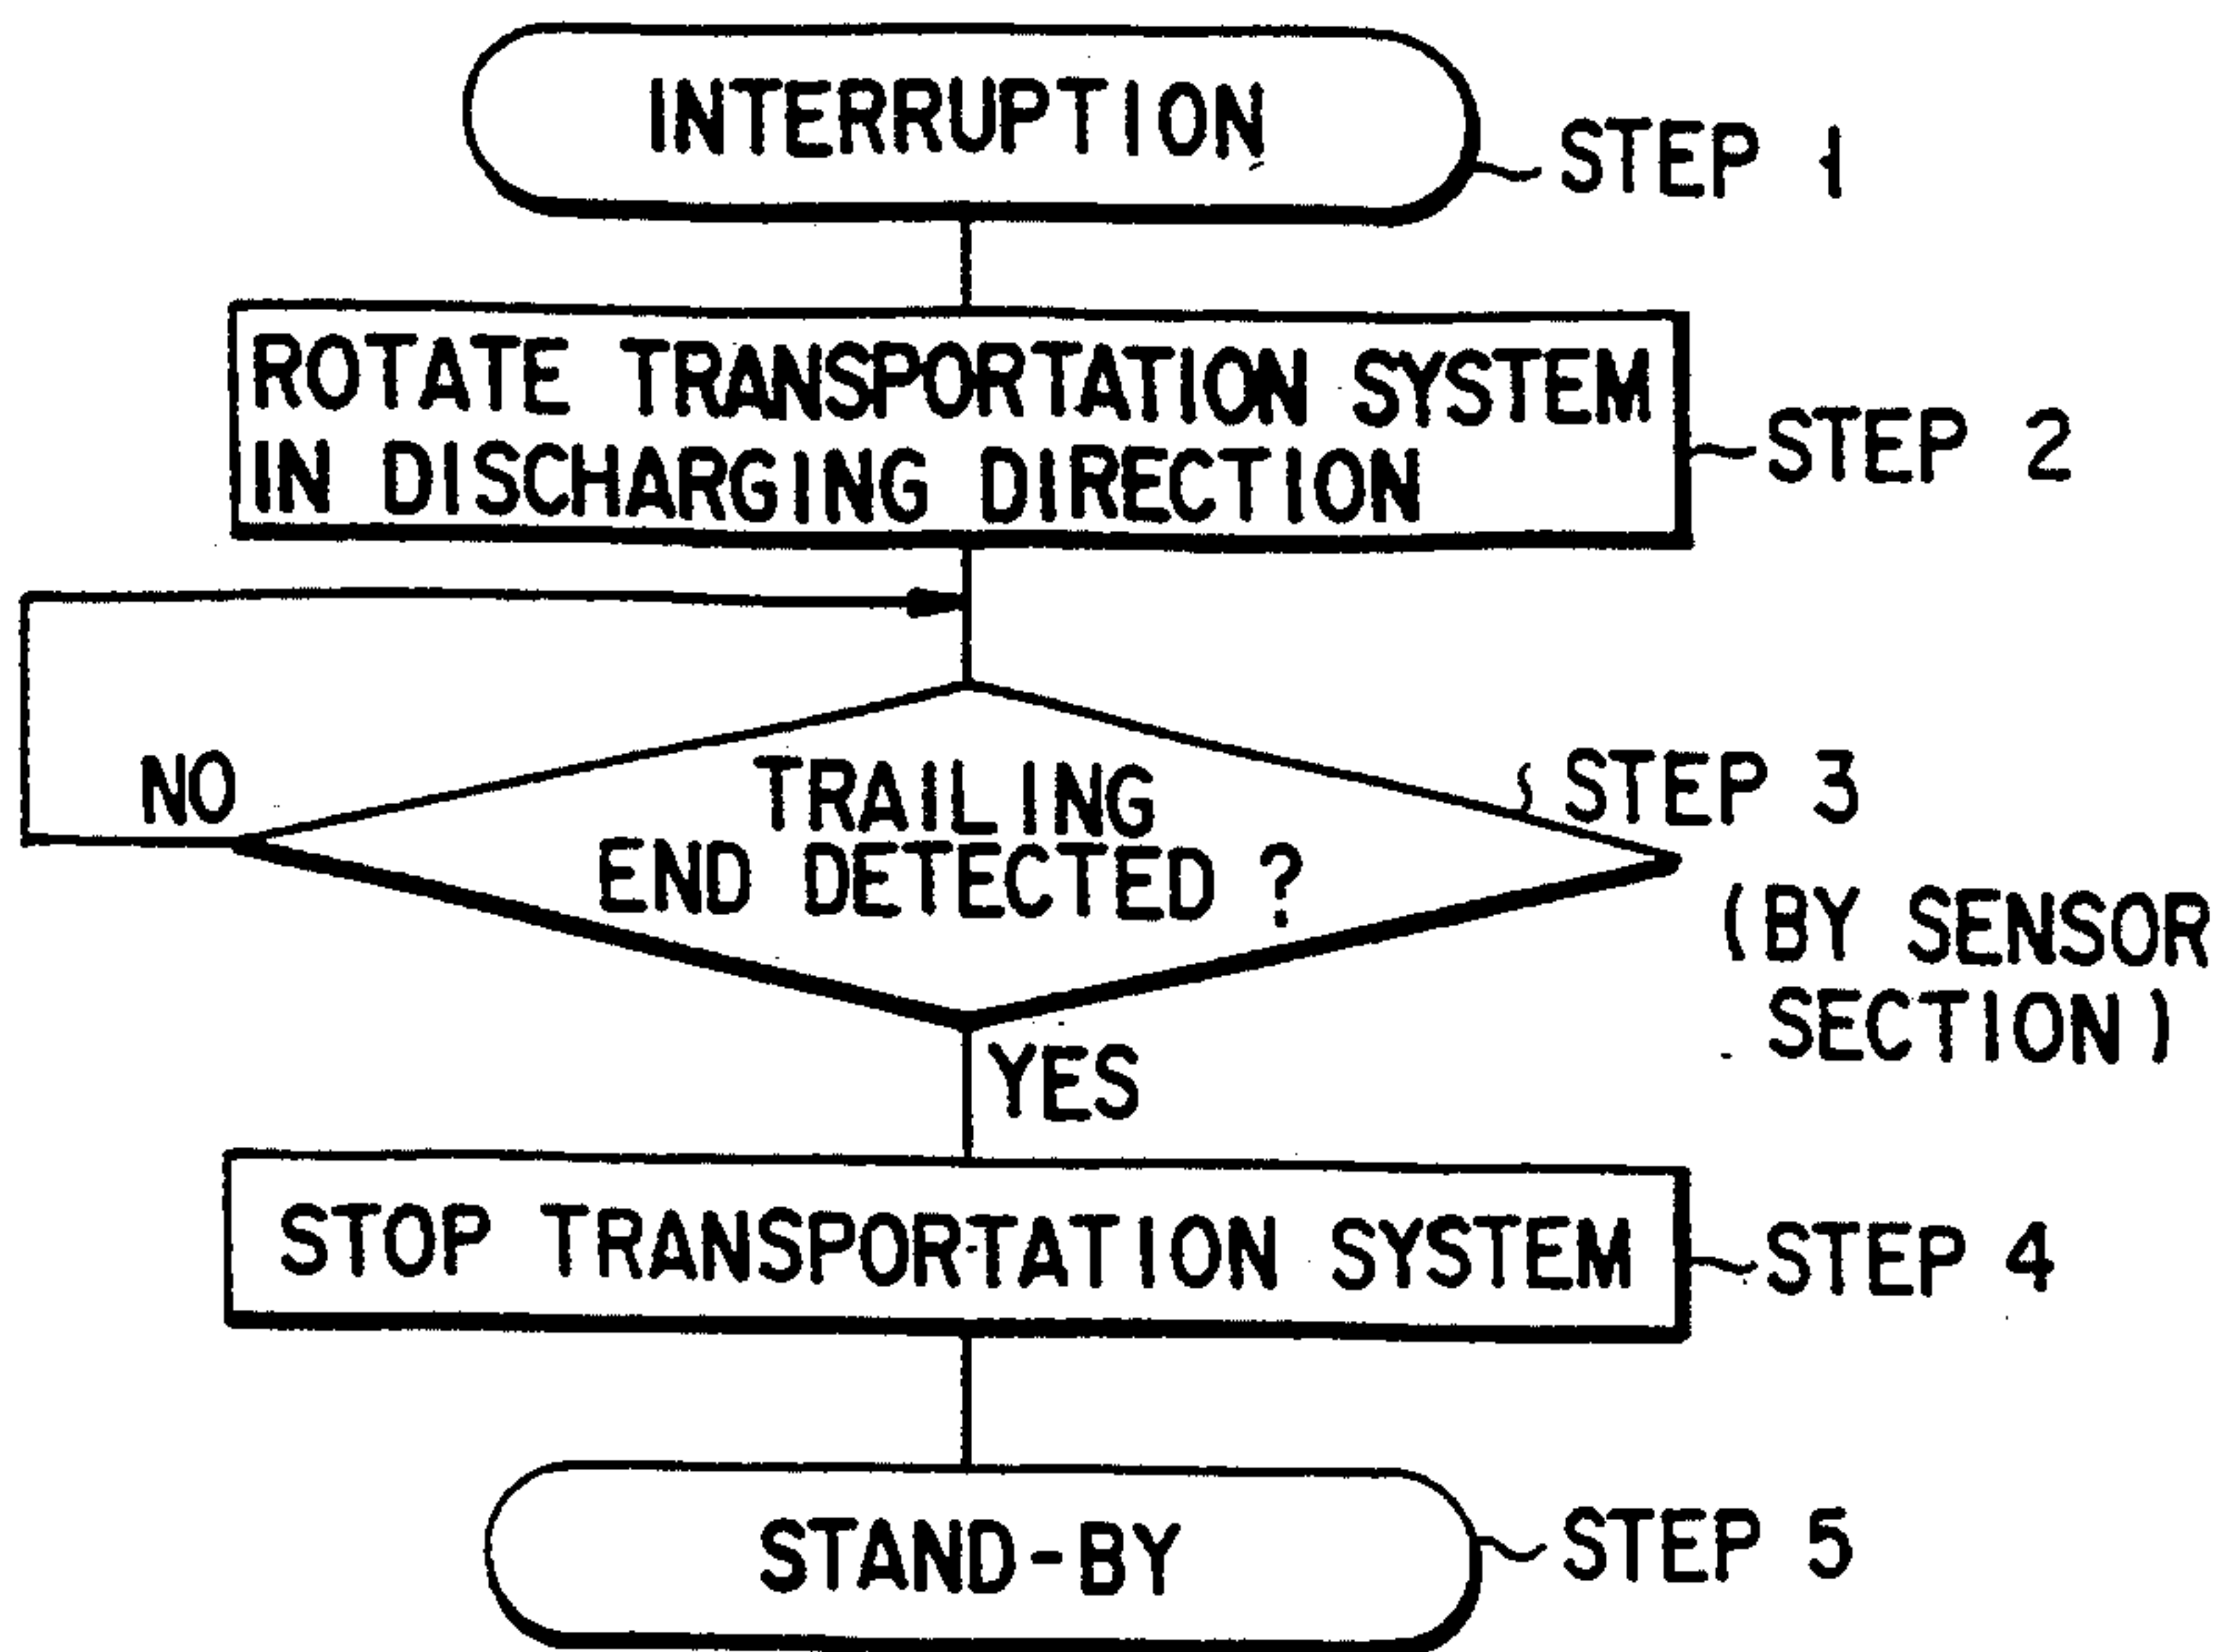 INTERRUPTION
STEP 1
ROTATE TRANSPORTATION SYSTEM
IN DISCHARGING DIRECTION
STEP 2
NO
TRAILING
END DETECTED ?
STEP 3
(BY SENSOR
SECTION)
YES
STOP TRANSPORTATION SYSTEM
STEP 4
STAND-BY
STEP 5